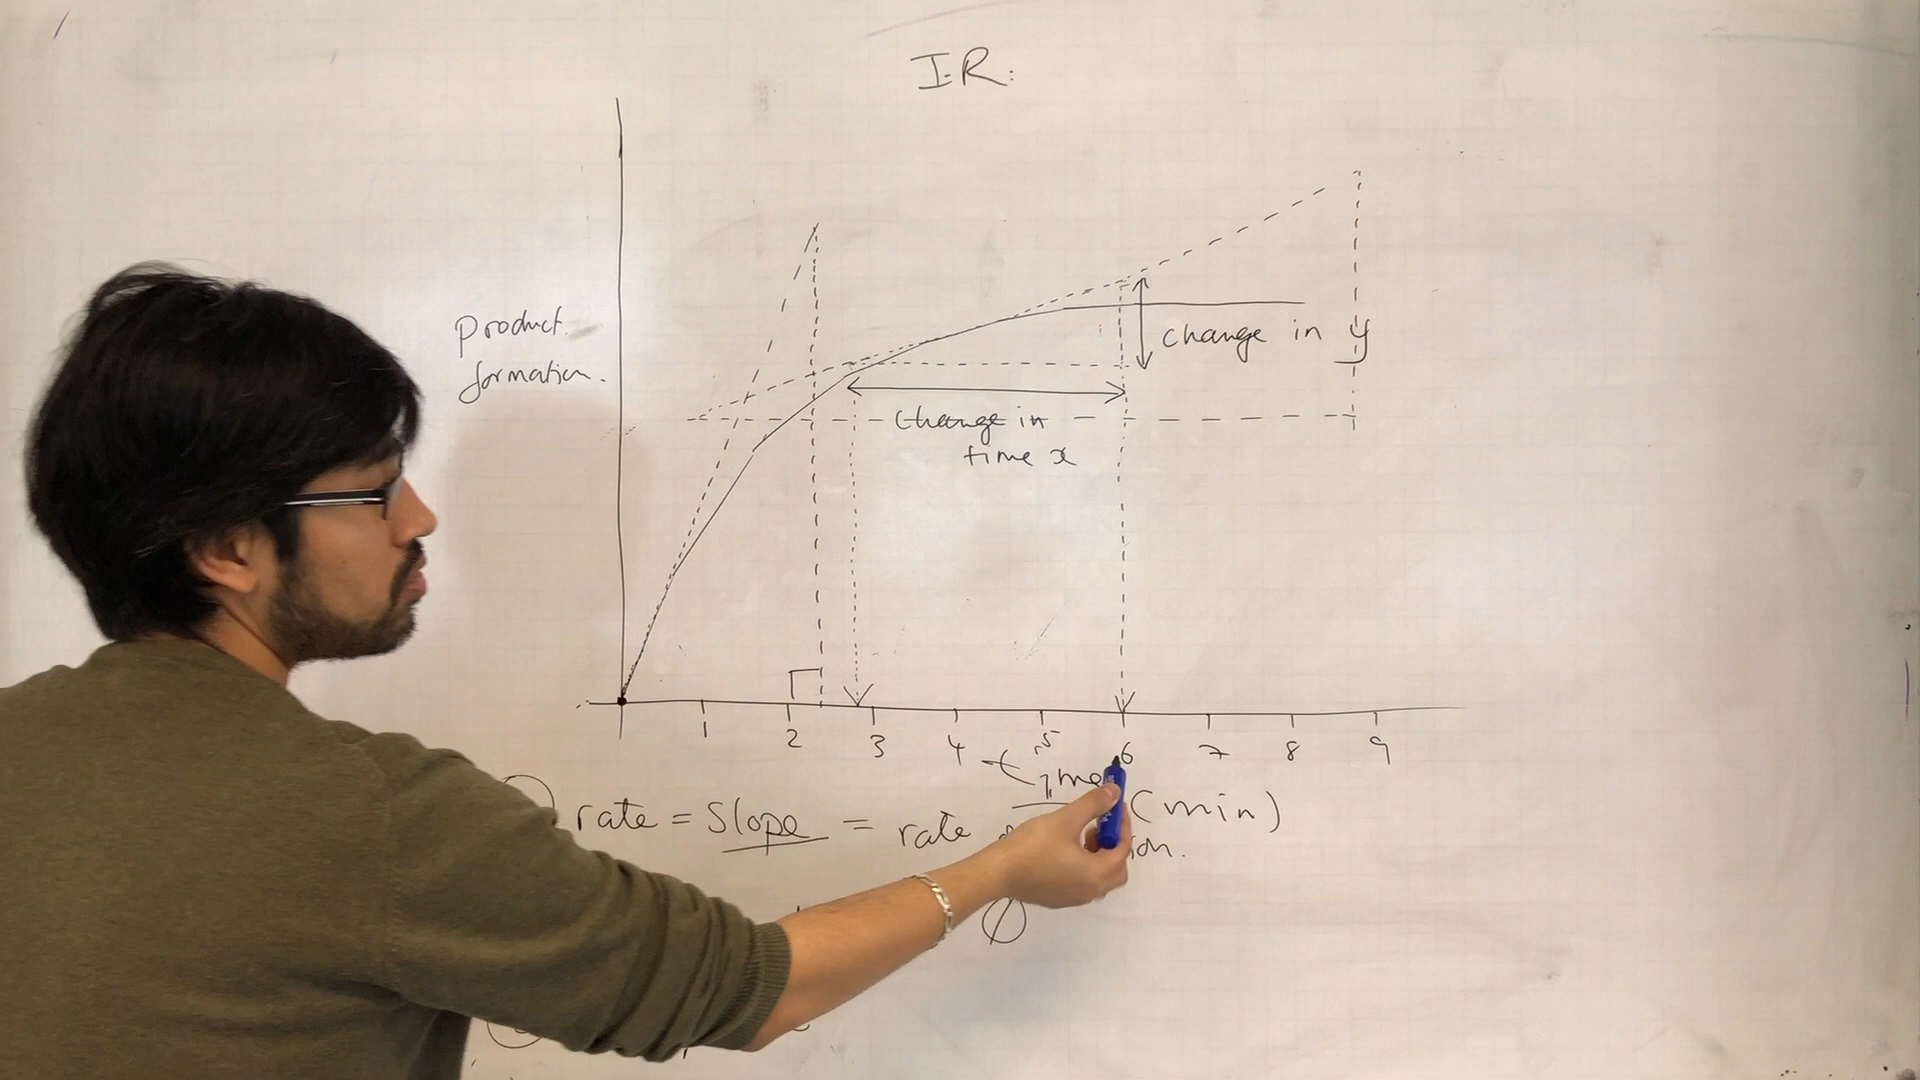 I.R:
product.
formation.
change in y
change in
time x
1 2 3 4 5 6 7 8 9
time (min)
rate = slope = rate